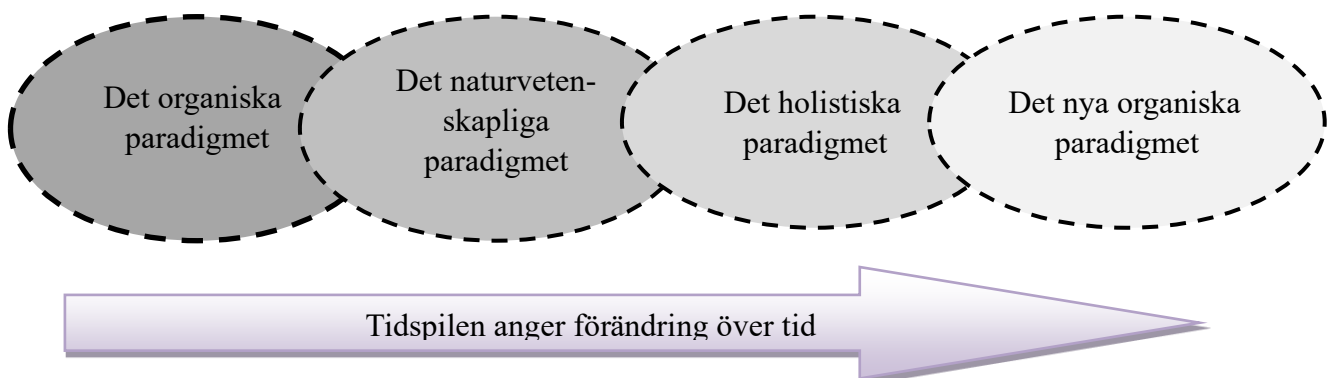 Det organiska
paradigmet
Det naturveten-
skapliga
paradigmet
Det holistiska
paradigmet
Det nya organiska
paradigmet
Tidspilen anger förändring över tid